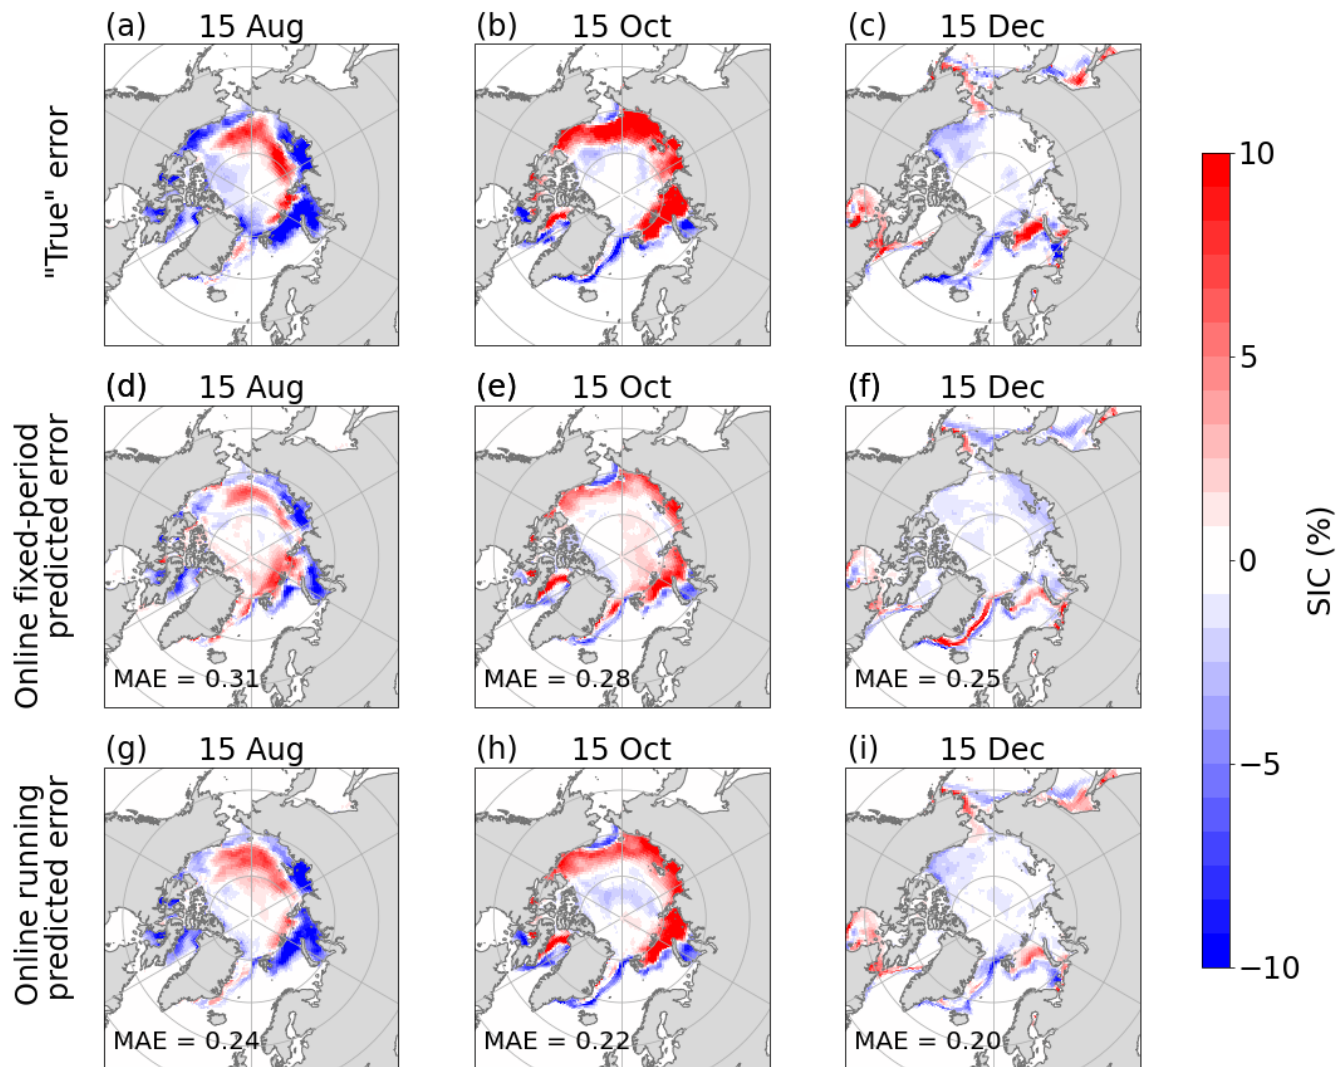 (a) 15 Aug
(b) 15 Oct
(c) 15 Dec
"True" error
(d) 15 Aug
(e) 15 Oct
(f) 15 Dec
Online fixed-period
predicted error
MAE = 0.31
MAE = 0.28
MAE = 0.25
(g) 15 Aug
(h) 15 Oct
(i) 15 Dec
Online running
predicted error
MAE = 0.24
MAE = 0.22
MAE = 0.20
10
5
0
−5
−10
SIC (%)